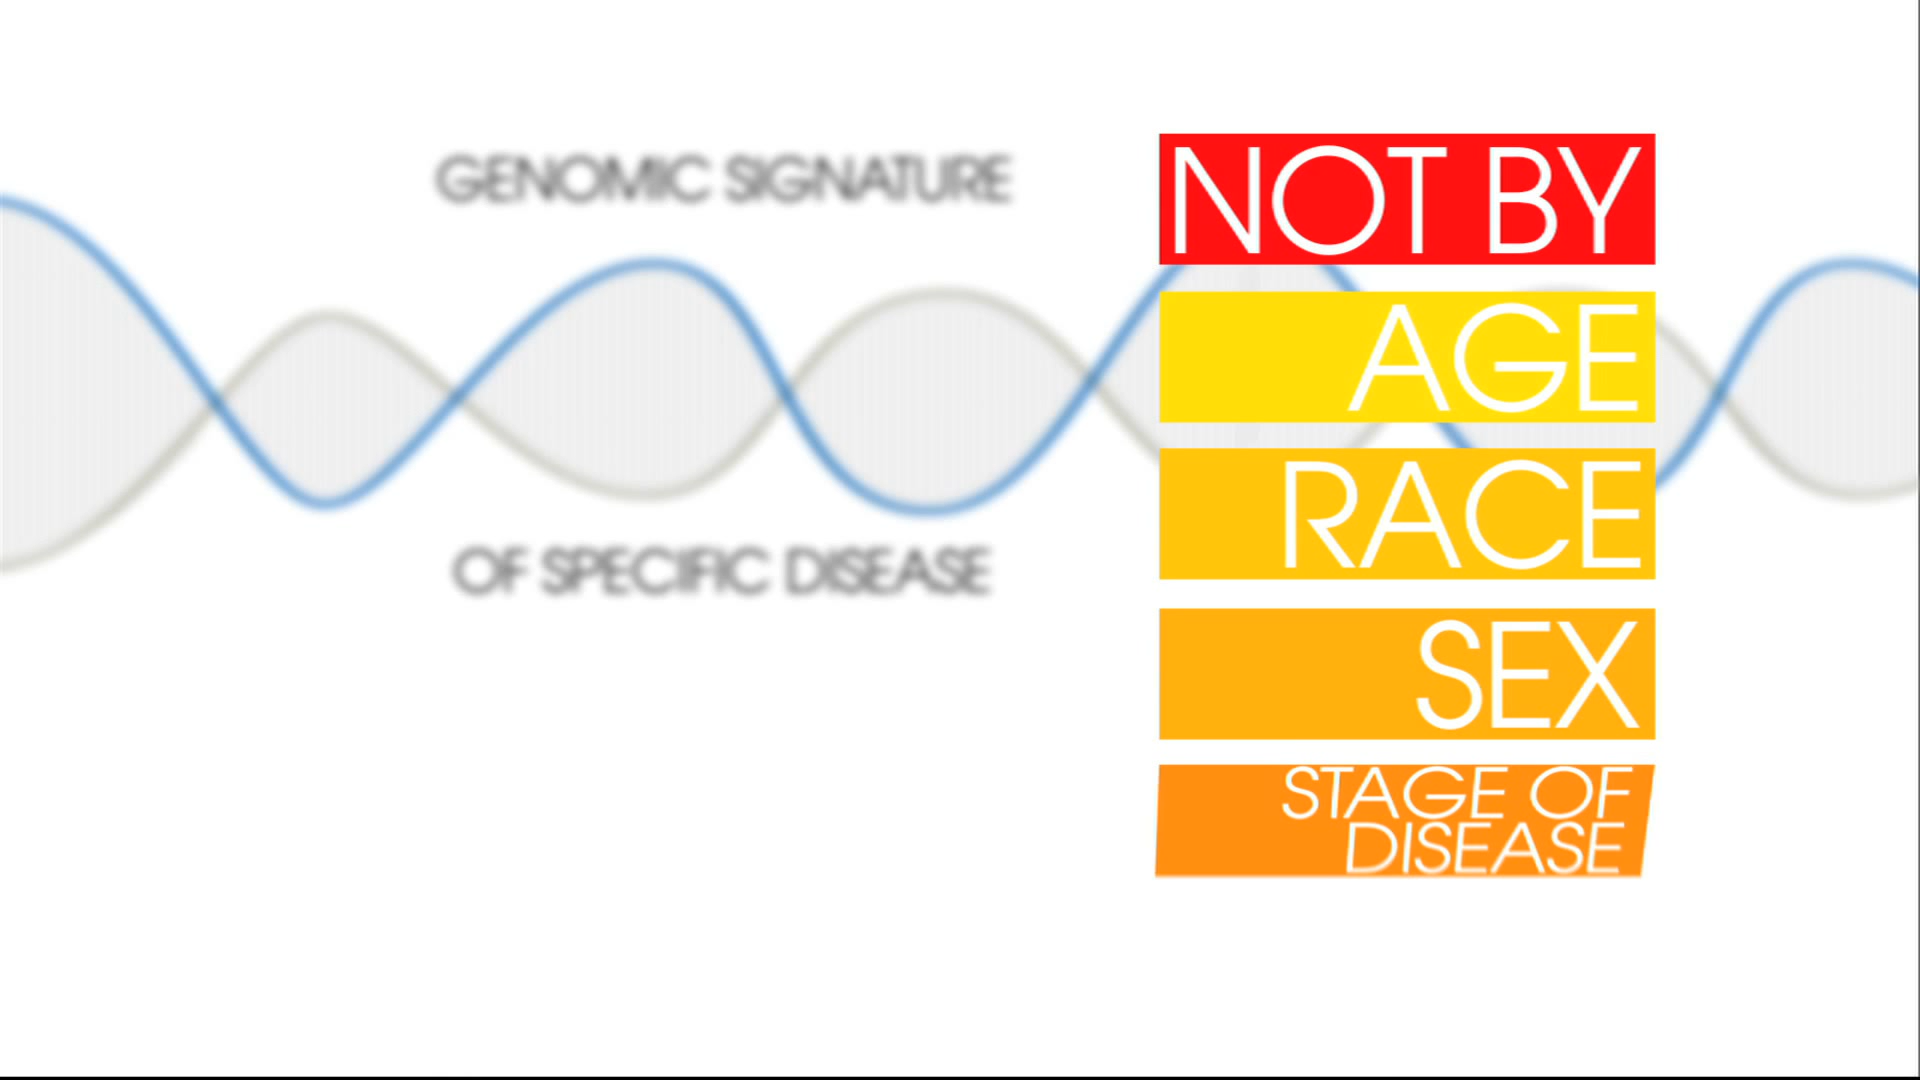 GENOMIC SIGNATURE
OF SPECIFIC DISEASE
NOT BY
AGE
RACE
SEX
STAGE OF
DISEASE